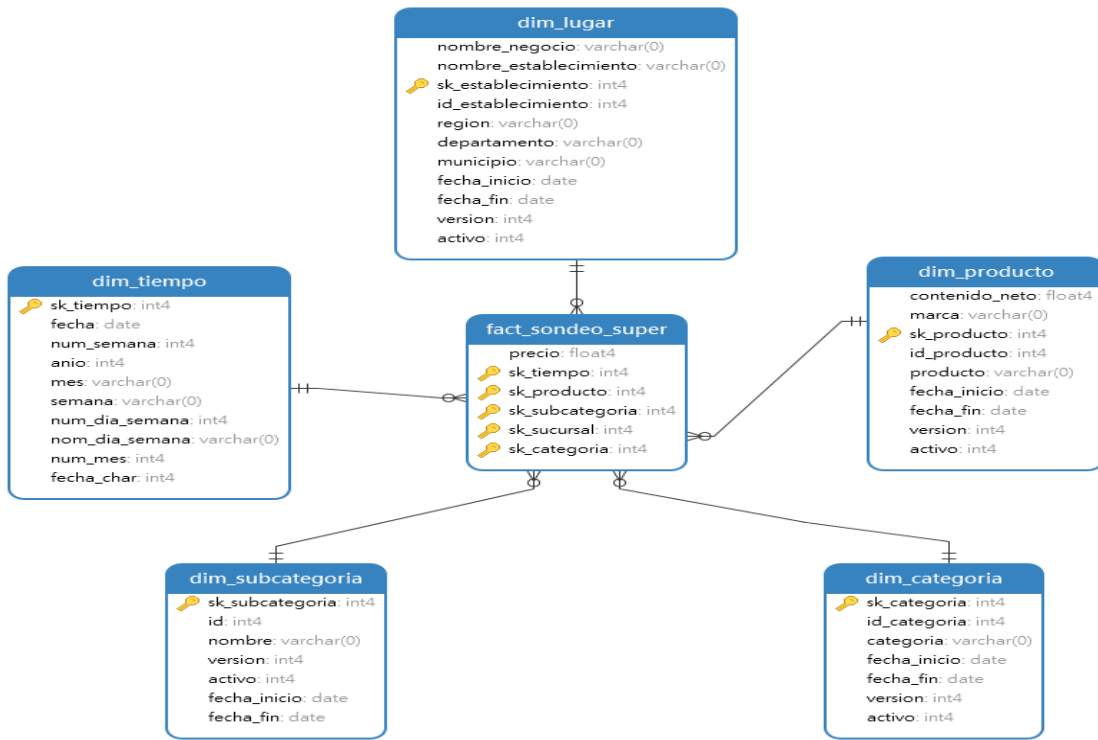 dim_lugar
nombre_negocio: varchar(0)
nombre_establecimiento: varchar(0)
sk_establecimiento: int4
id_establecimiento: int4
region: varchar(0)
departamento: varchar(0)
municipio: varchar(0)
fecha_inicio: date
fecha_fin: date
version: int4
activo: int4
dim_tiempo
sk_tiempo: int4
fecha: date
num_semana: int4
anio: int4
mes: varchar(0)
semana: varchar(0)
num_dia_semana: int4
nom_dia_semana: varchar(0)
num_mes: int4
fecha_char: int4
fact_sondeo_super
precio: float4
sk_tiempo: int4
sk_producto: int4
sk_subcategoria: int4
sk_sucursal: int4
sk_categoria: int4
dim_producto
contenido_neto: float4
marca: varchar(0)
sk_producto: int4
id_producto: int4
producto: varchar(0)
fecha_inicio: date
fecha_fin: date
version: int4
activo: int4
dim_subcategoria
sk_subcategoria: int4
id: int4
nombre: varchar(0)
version: int4
activo: int4
fecha_inicio: date
fecha_fin: date
dim_categoria
sk_categoria: int4
id_categoria: int4
categoria: varchar(0)
fecha_inicio: date
fecha_fin: date
version: int4
activo: int4